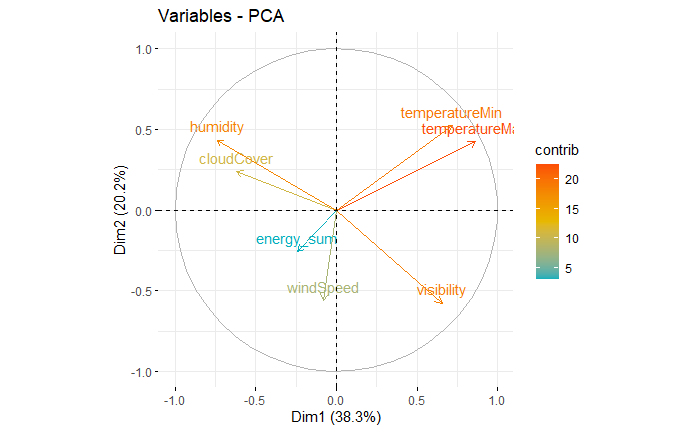 Variables - PCA
1.0
0.5
0.0
-0.5
-1.0
Dim2 (20.2%)
temperatureMin
temperatureMa
humidity
cloudCover
energy_sum
windSpeed
visibility
-1.0
-0.5
0.0
0.5
1.0
Dim1 (38.3%)
contrib
20
15
10
5